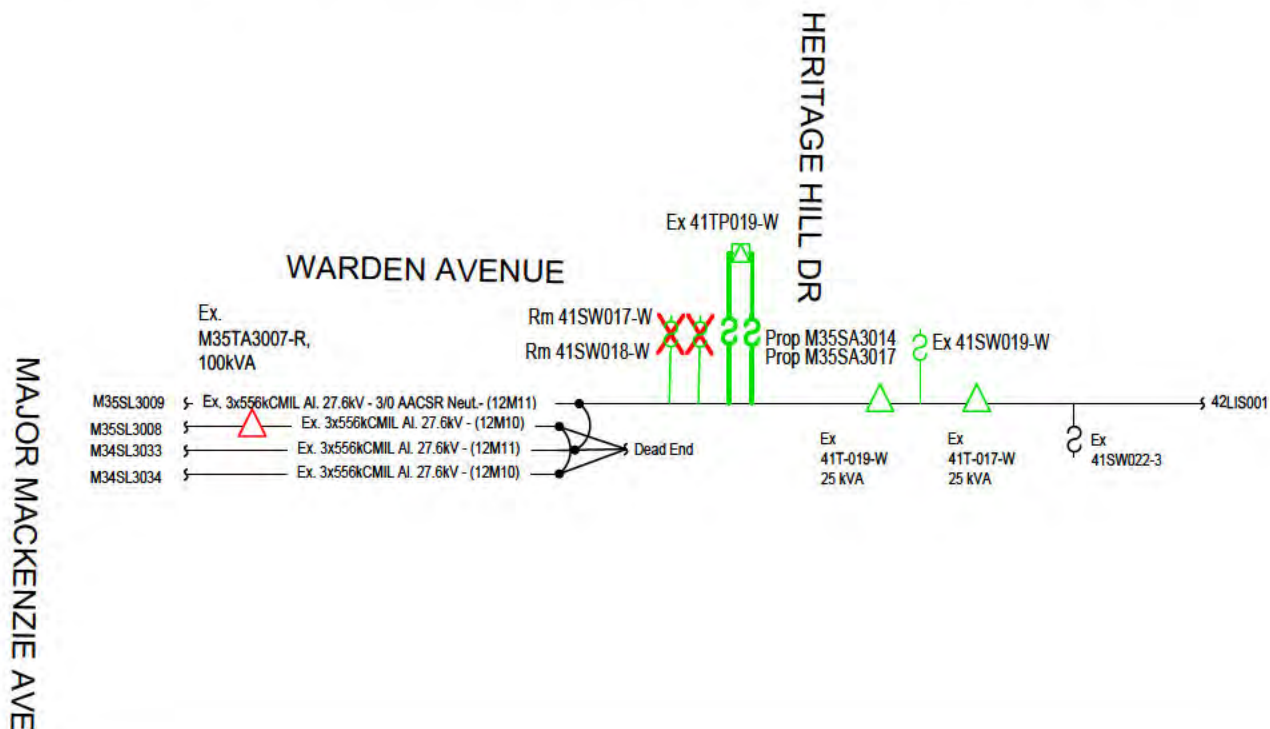 HERITAGE HILL DR
Ex 41TP019-W
WARDEN AVENUE
Ex.
M35TA3007-R,
100kVA
Rm 41SW017-W
Rm 41SW018-W
Prop M35SA3014
Prop M35SA3017
Ex 41SW019-W
MAJOR MACKENZIE AVE
M35SL3009
Ex. 3x556kCMIL Al. 27.6kV - 3/0 AACSR Neut.- (12M11)
42LIS001
M35SL3008
Ex. 3x556kCMIL Al. 27.6kV - (12M10)
M34SL3033
Ex. 3x556kCMIL Al. 27.6kV - (12M11)
Dead End
M34SL3034
Ex. 3x556kCMIL Al. 27.6kV - (12M10)
Ex
41T-019-W
25 kVA
Ex
41T-017-W
25 kVA
Ex
41SW022-3